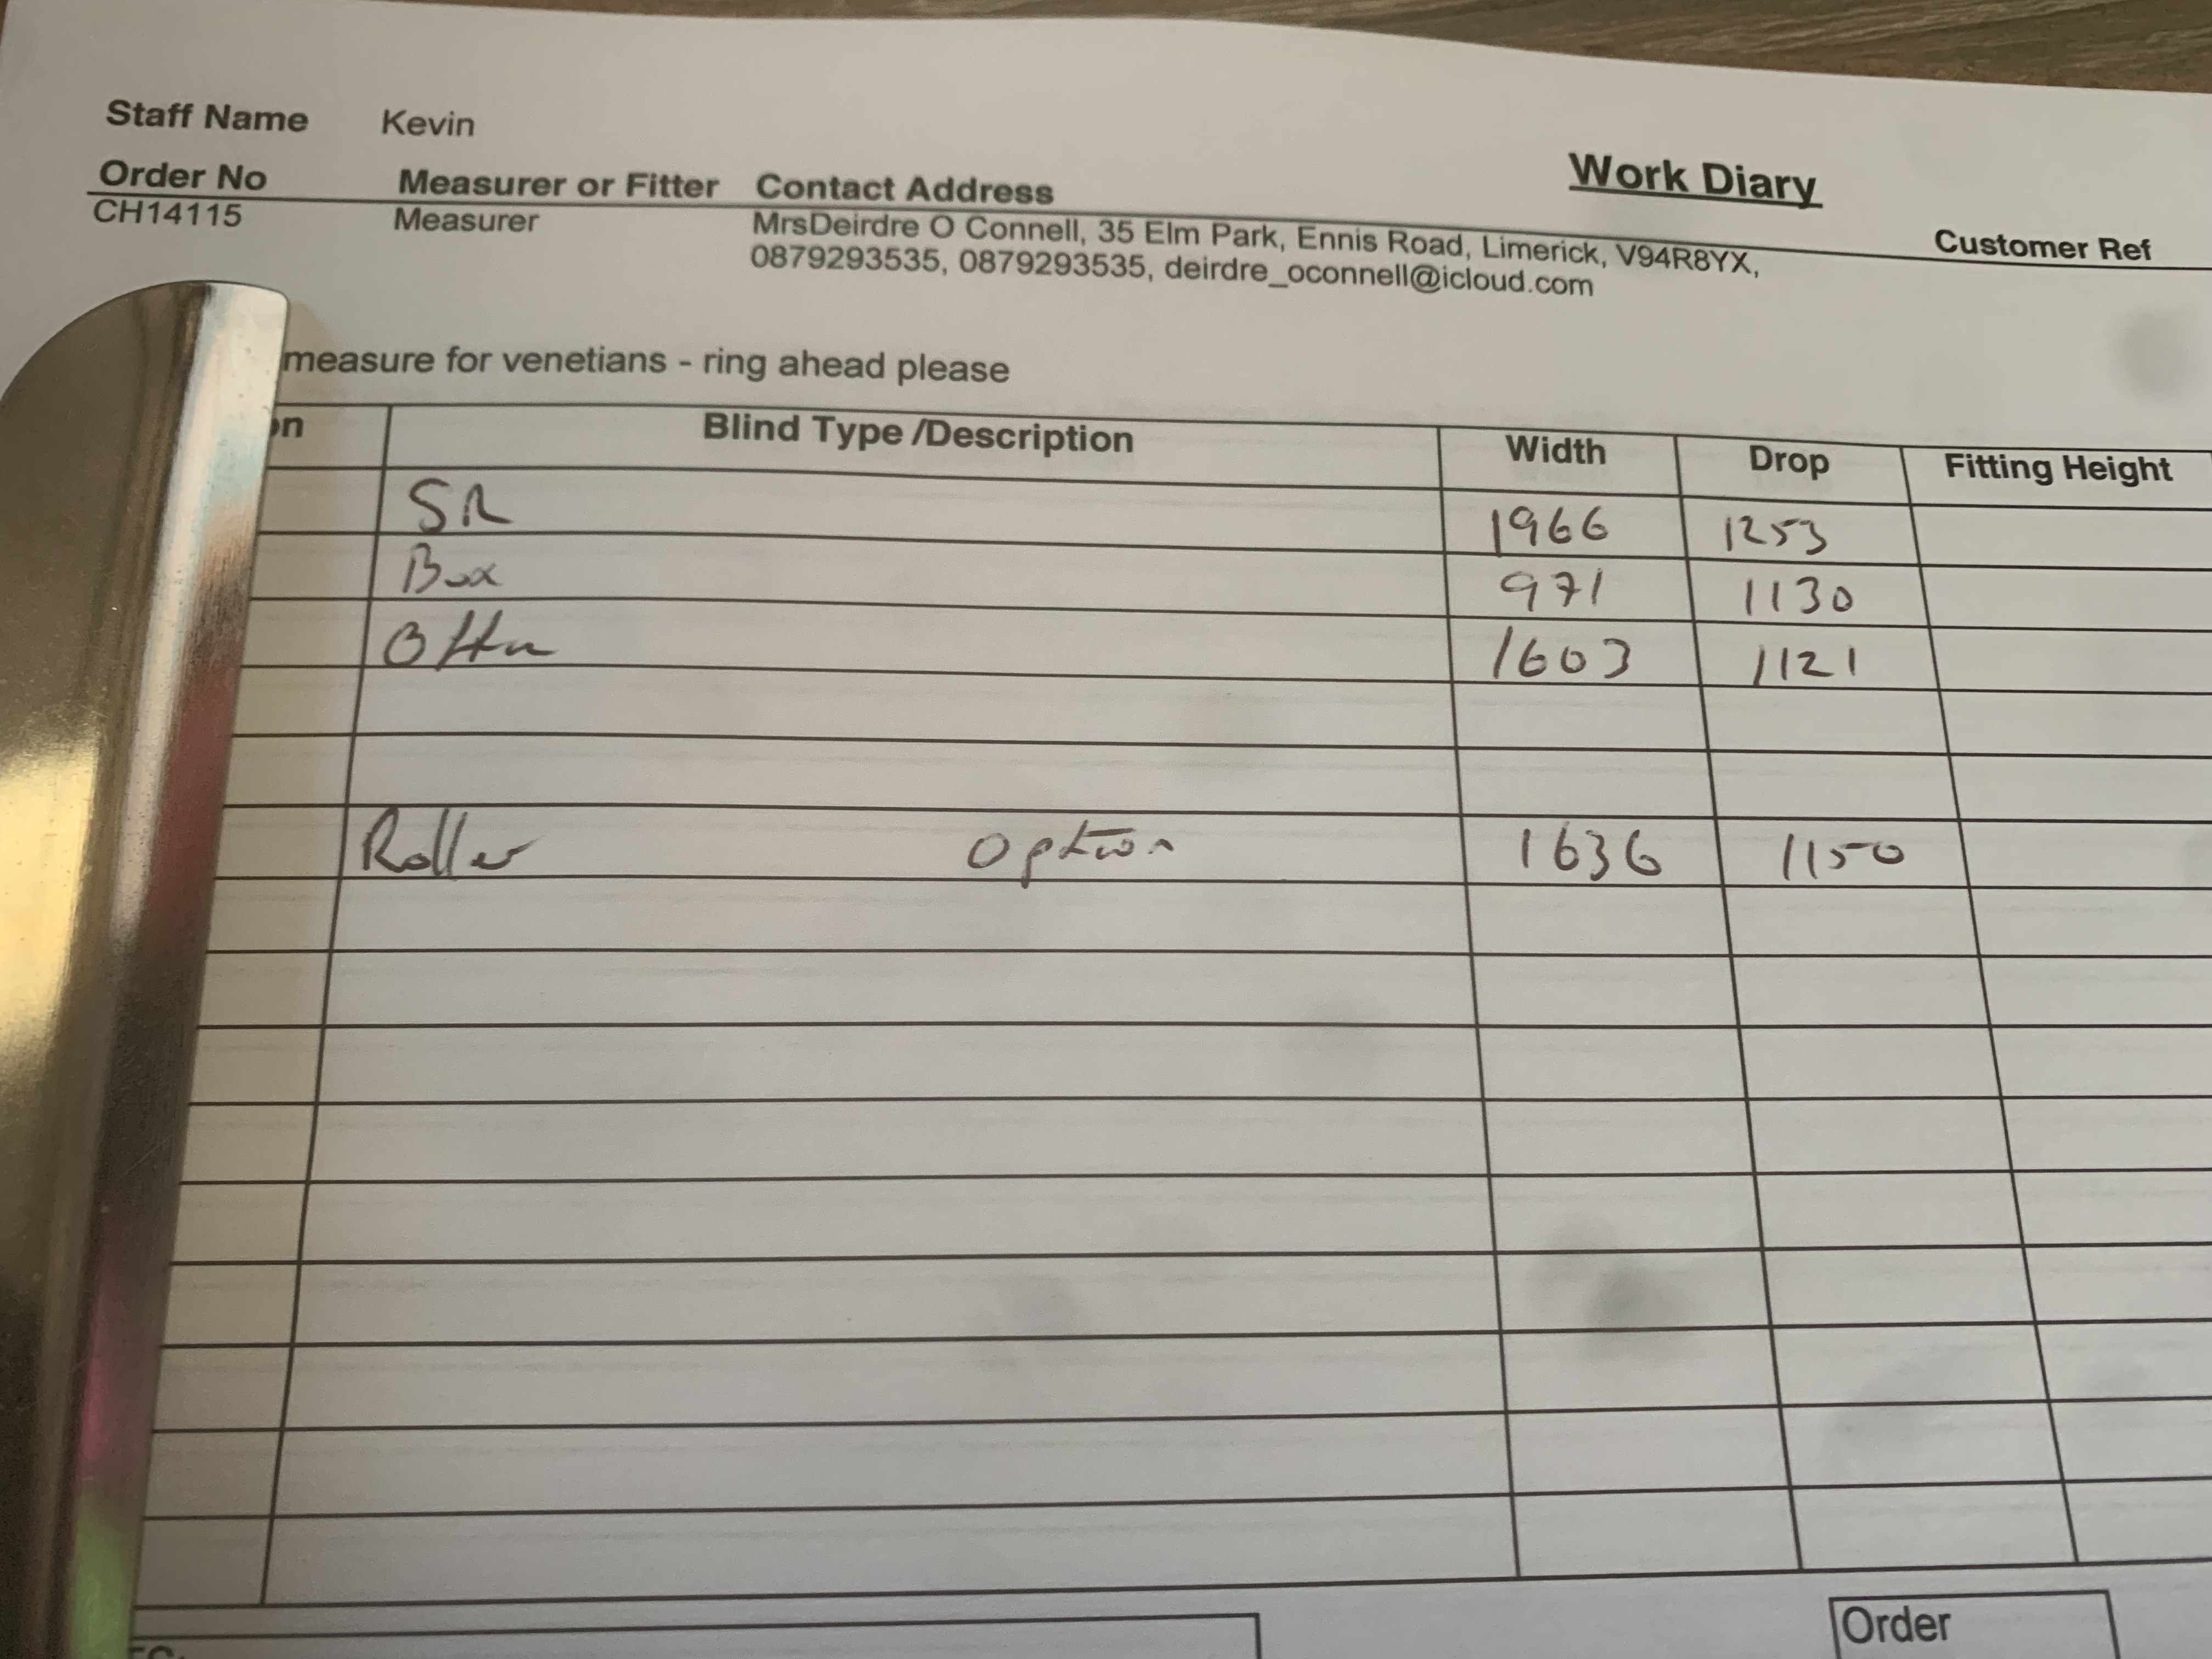 Staff Name Kevin
Work Diary
Order No Measurer or Fitter Contact Address Customer Ref
CH14115 Measurer MrsDeirdre O Connell, 35 Elm Park, Ennis Road, Limerick, V94R8YX,
0879293535, 0879293535, deirdre_oconnell@icloud.com
measure for venetians - ring ahead please
on Blind Type /Description Width Drop Fitting Height
SR 1966 1253
Box 971 1130
1603 1121
Roller Option 1636 1150
Order